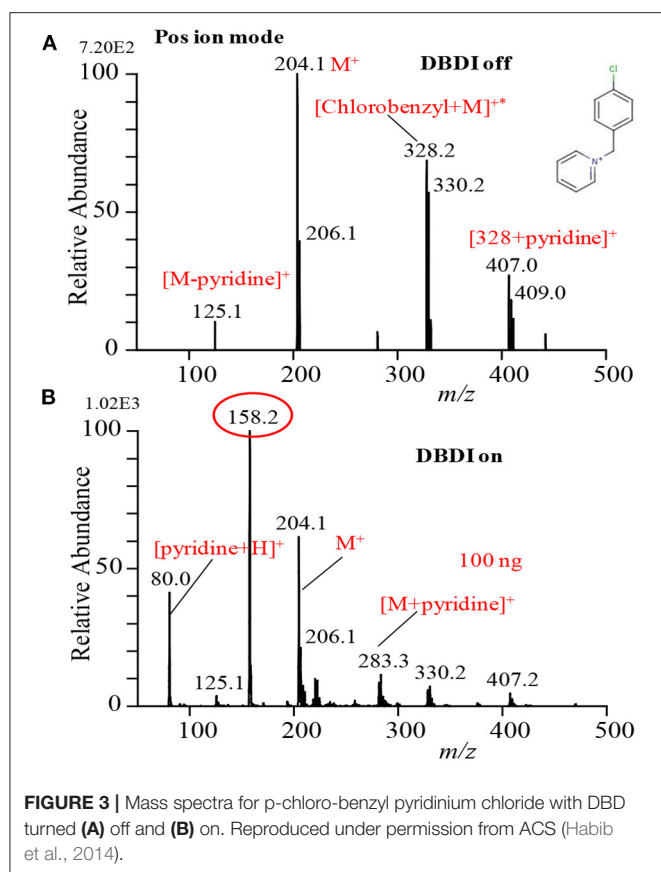 A
Pos ion mode
7.20E2
204.1 M⁺
DBDI off
Cl
N⁺
[Chlorobenzyl+M]⁺*
328.2
330.2
206.1
[M-pyridine]⁺
125.1
[328+pyridine]⁺
407.0
409.0
Relative Abundance
100
50
0
100 200 300 400 500
m/z
B
1.02E3
158.2
DBDI on
204.1
[pyridine+H]⁺
80.0
M⁺
100 ng
206.1
[M+pyridine]⁺
283.3
125.1
330.2
407.2
Relative Abundance
100
50
0
100 200 300 400 500
m/z
FIGURE 3 | Mass spectra for p-chloro-benzyl pyridinium chloride with DBD
turned (A) off and (B) on. Reproduced under permission from ACS (Habib
et al., 2014).